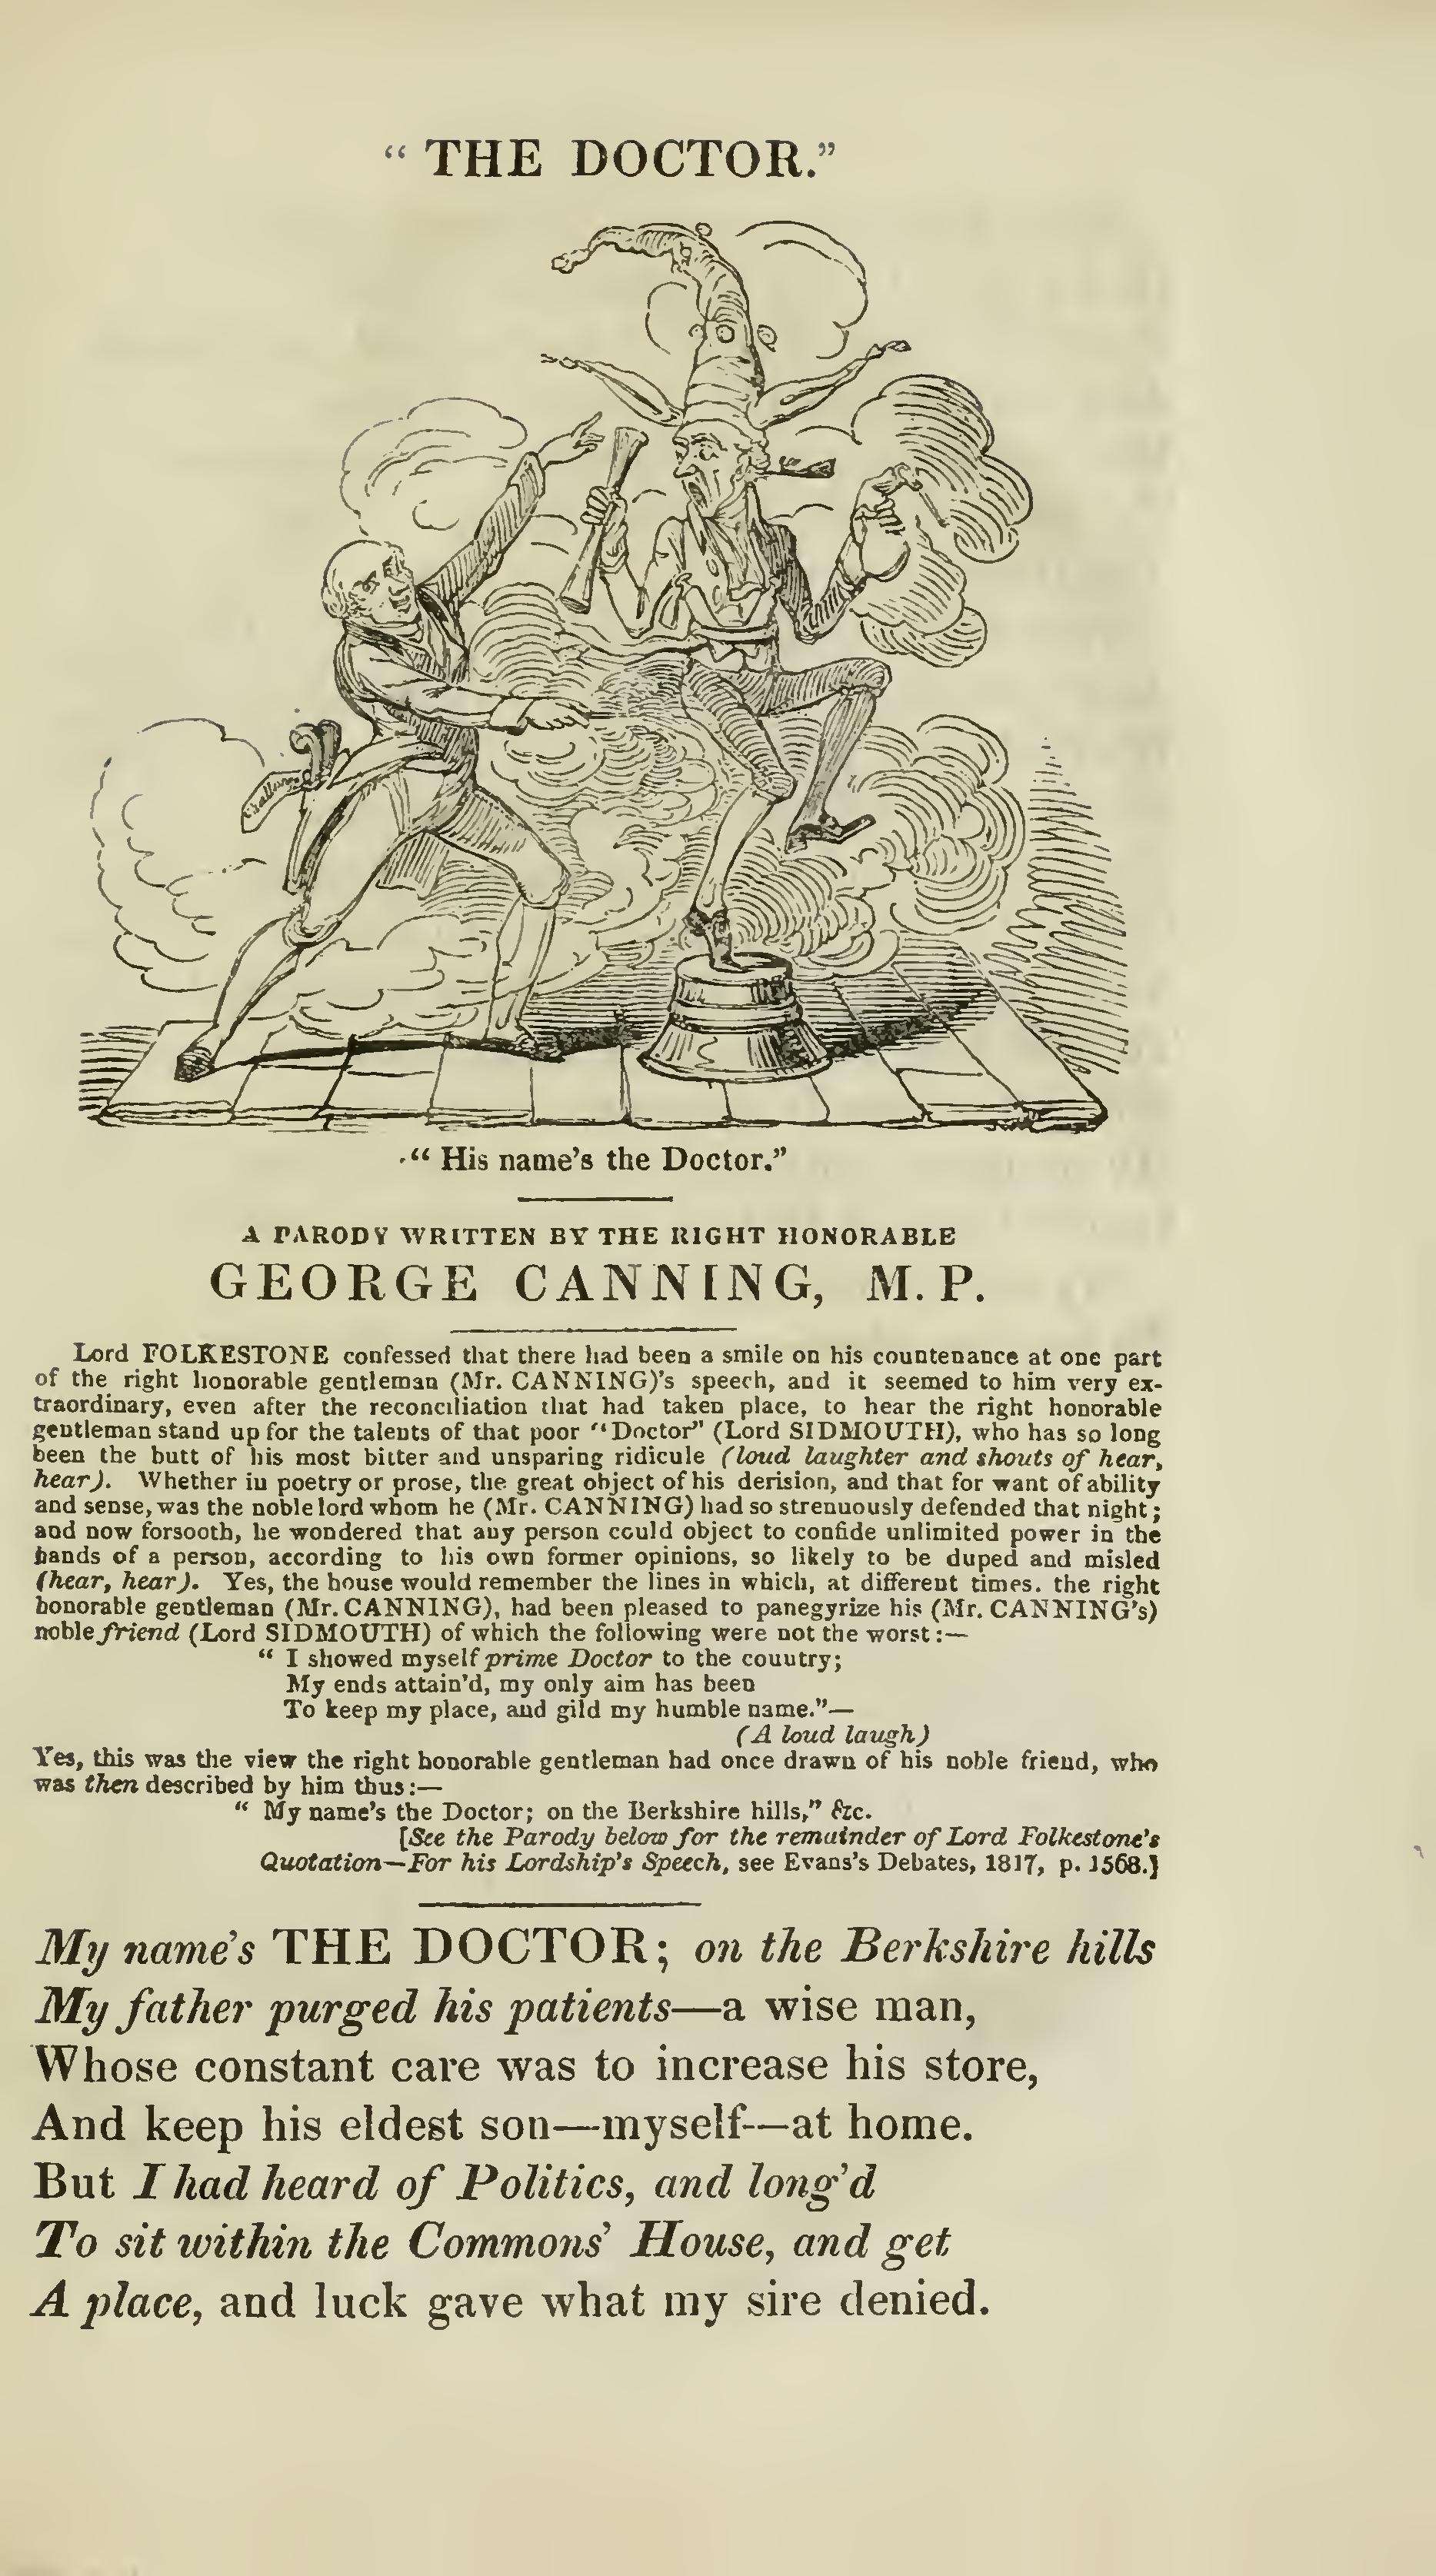 “ THE DOCTOR.”
Challenge
“ His name’s the Doctor.”
A PARODY WRITTEN BY THE RIGHT HONORABLE
GEORGE CANNING, M. P.
Lord FOLKESTONE confessed that there had been a smile on his countenance at one part
of the right honorable gentleman (Mr. CANNING)’s speech, and it seemed to him very ex-
traordinary, even after the reconciliation that had taken place, to hear the right honorable
gentleman stand up for the talents of that poor “Doctor” (Lord SIDMOUTH), who has so long
been the butt of his most bitter and unsparing ridicule (loud laughter and shouts of hear,
hear). Whether in poetry or prose, the great object of his derision, and that for want of ability
and sense, was the noble lord whom he (Mr. CANNING) had so strenuously defended that night;
and now forsooth, he wondered that any person could object to confide unlimited power in the
hands of a person, according to his own former opinions, so likely to be duped and misled
(hear, hear). Yes, the house would remember the lines in which, at different times. the right
honorable gentleman (Mr. CANNING), had been pleased to panegyrize his (Mr. CANNING’s)
noble friend (Lord SIDMOUTH) of which the following were not the worst:—
“ I showed myself prime Doctor to the country;
My ends attain’d, my only aim has been
To keep my place, and gild my humble name.”—
(A loud laugh)
Yes, this was the view the right honorable gentleman had once drawn of his noble friend, who
was then described by him thus:—
“ My name’s the Doctor; on the Berkshire hills,” &c.
[See the Parody below for the remainder of Lord Folkestone’s
Quotation—For his Lordship’s Speech, see Evans’s Debates, 1817, p. 1568.]
My name’s THE DOCTOR; on the Berkshire hills
My father purged his patients—a wise man,
Whose constant care was to increase his store,
And keep his eldest son—myself—at home.
But I had heard of Politics, and long’d
To sit within the Commons’ House, and get
A place, and luck gave what my sire denied.